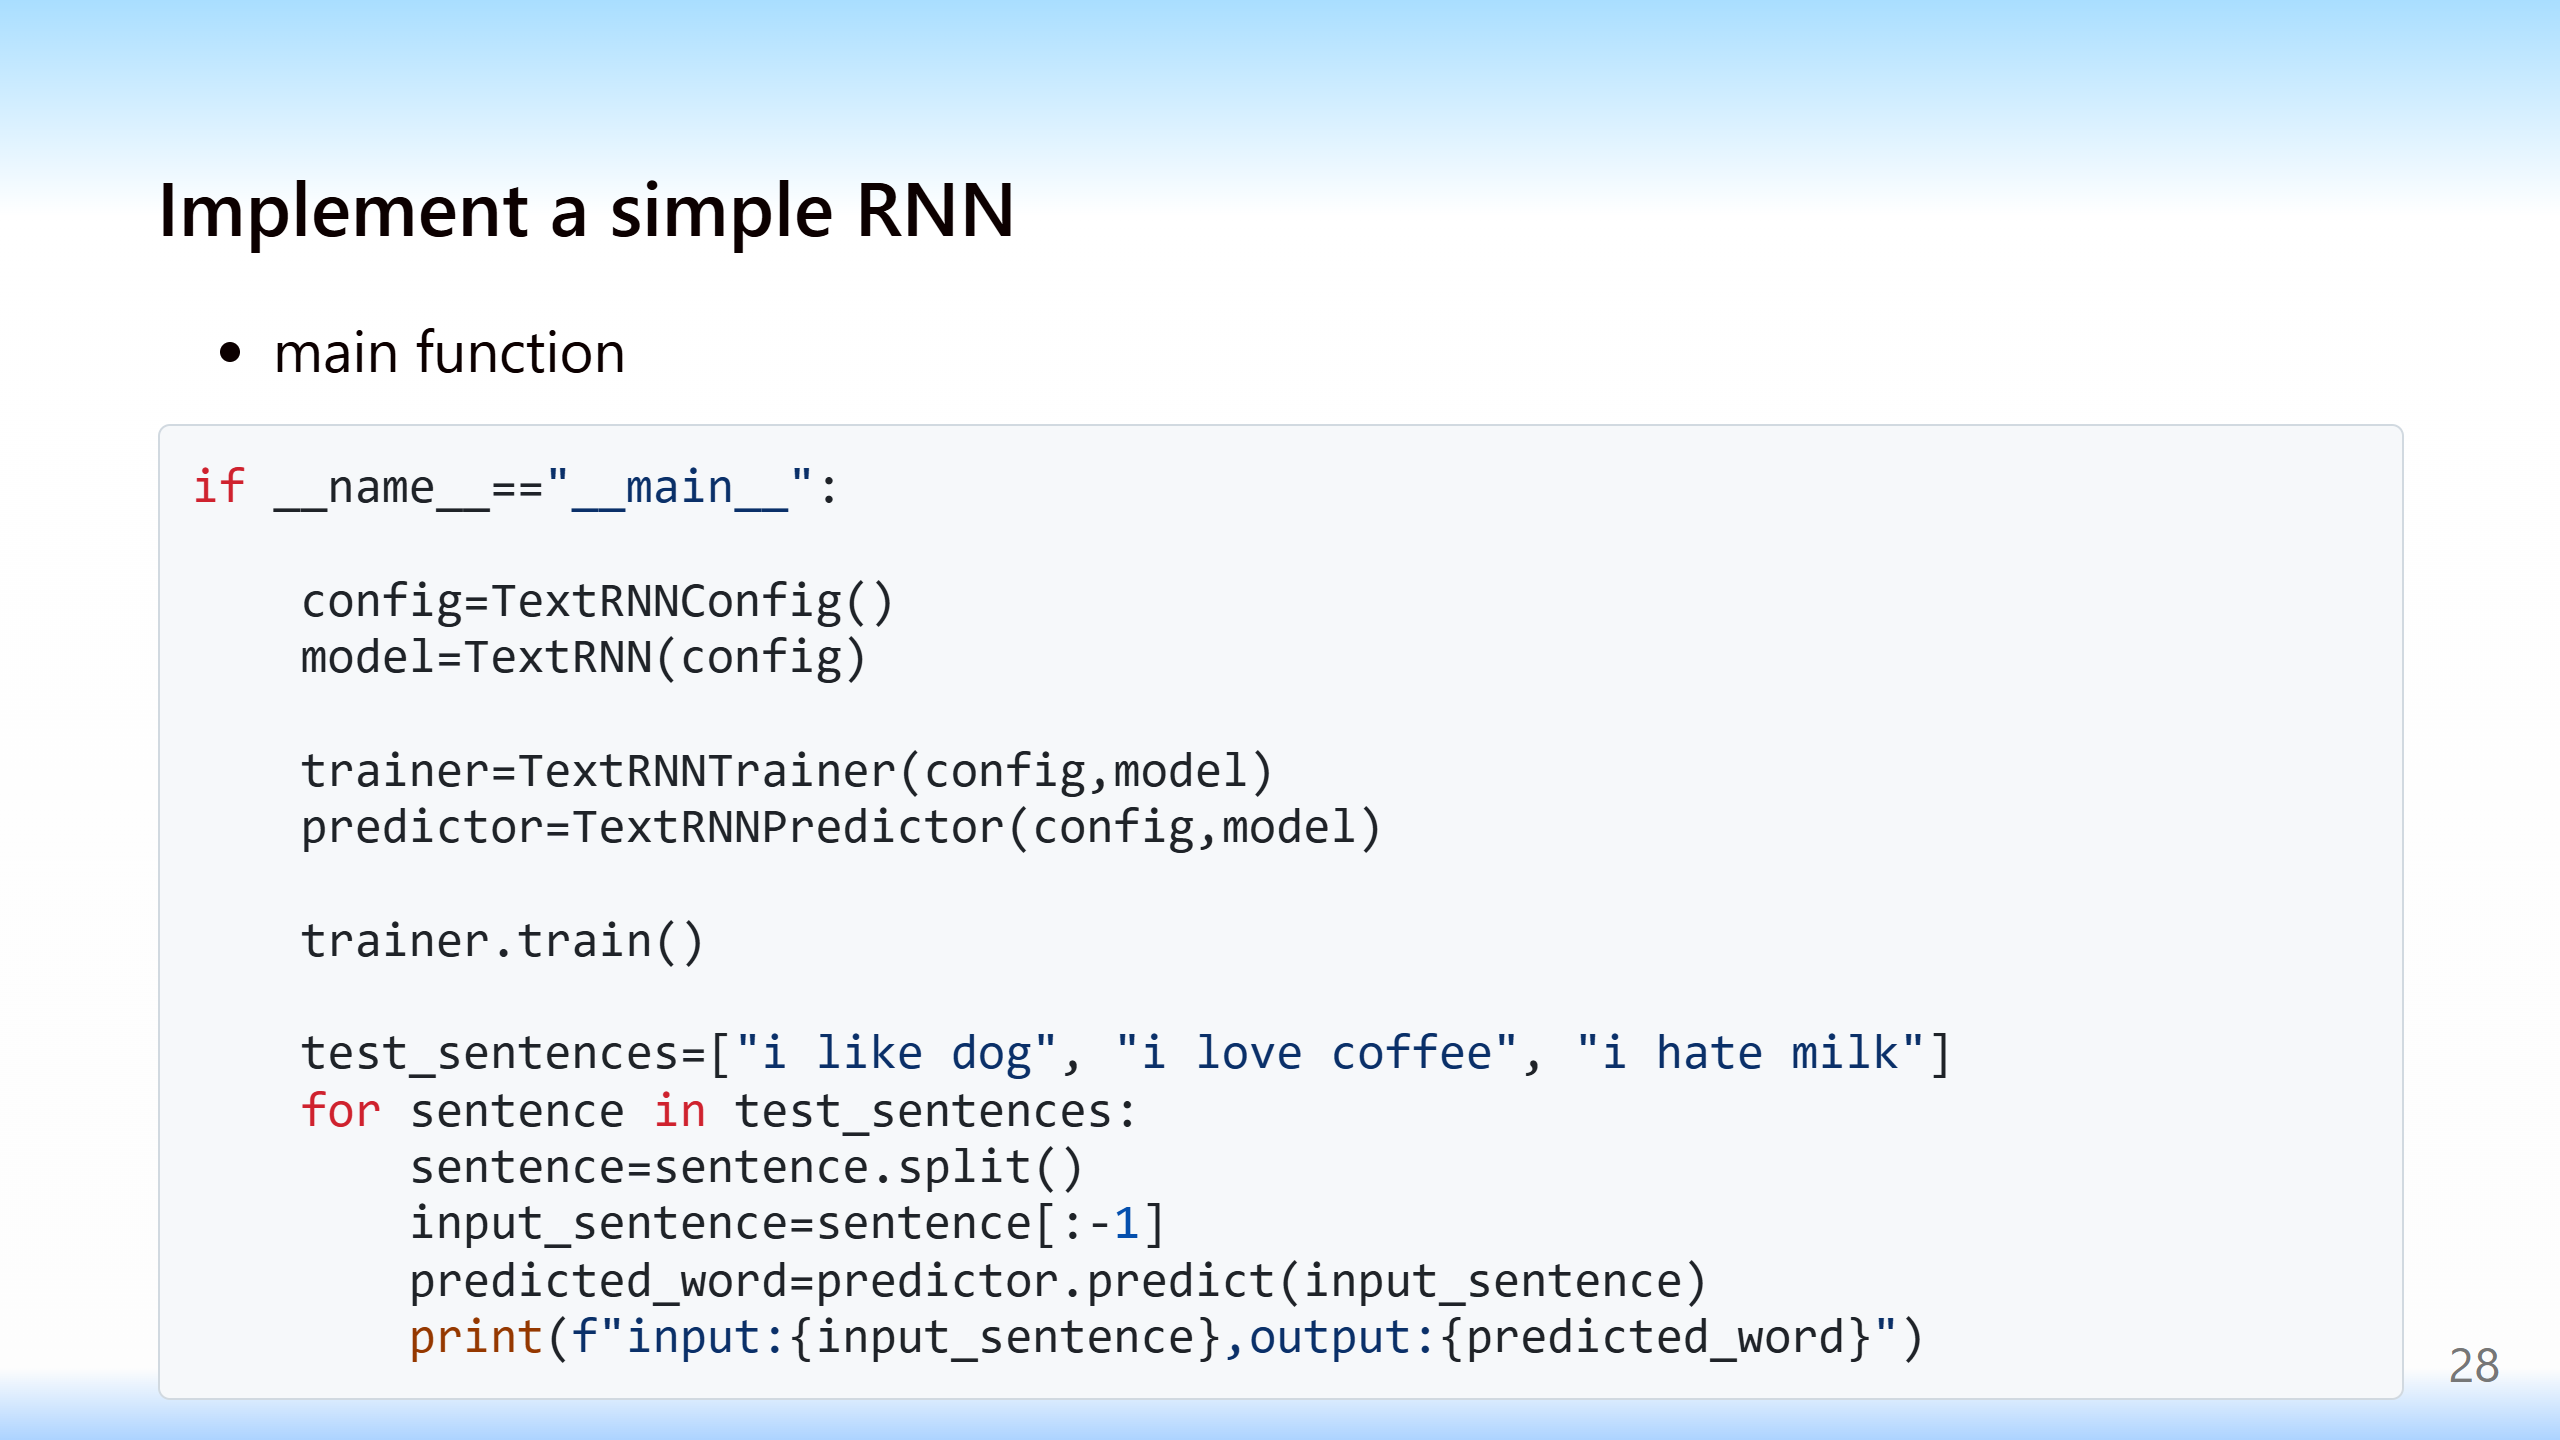 Implement a simple RNN
• main function
if __name__=="__main__":
    config=TextRNNConfig()
    model=TextRNN(config)
    trainer=TextRNNTrainer(config,model)
    predictor=TextRNNPredictor(config,model)
    trainer.train()
    test_sentences=["i like dog", "i love coffee", "i hate milk"]
    for sentence in test_sentences:
        sentence=sentence.split()
        input_sentence=sentence[:-1]
        predicted_word=predictor.predict(input_sentence)
        print(f"input:{input_sentence},output:{predicted_word}")
28